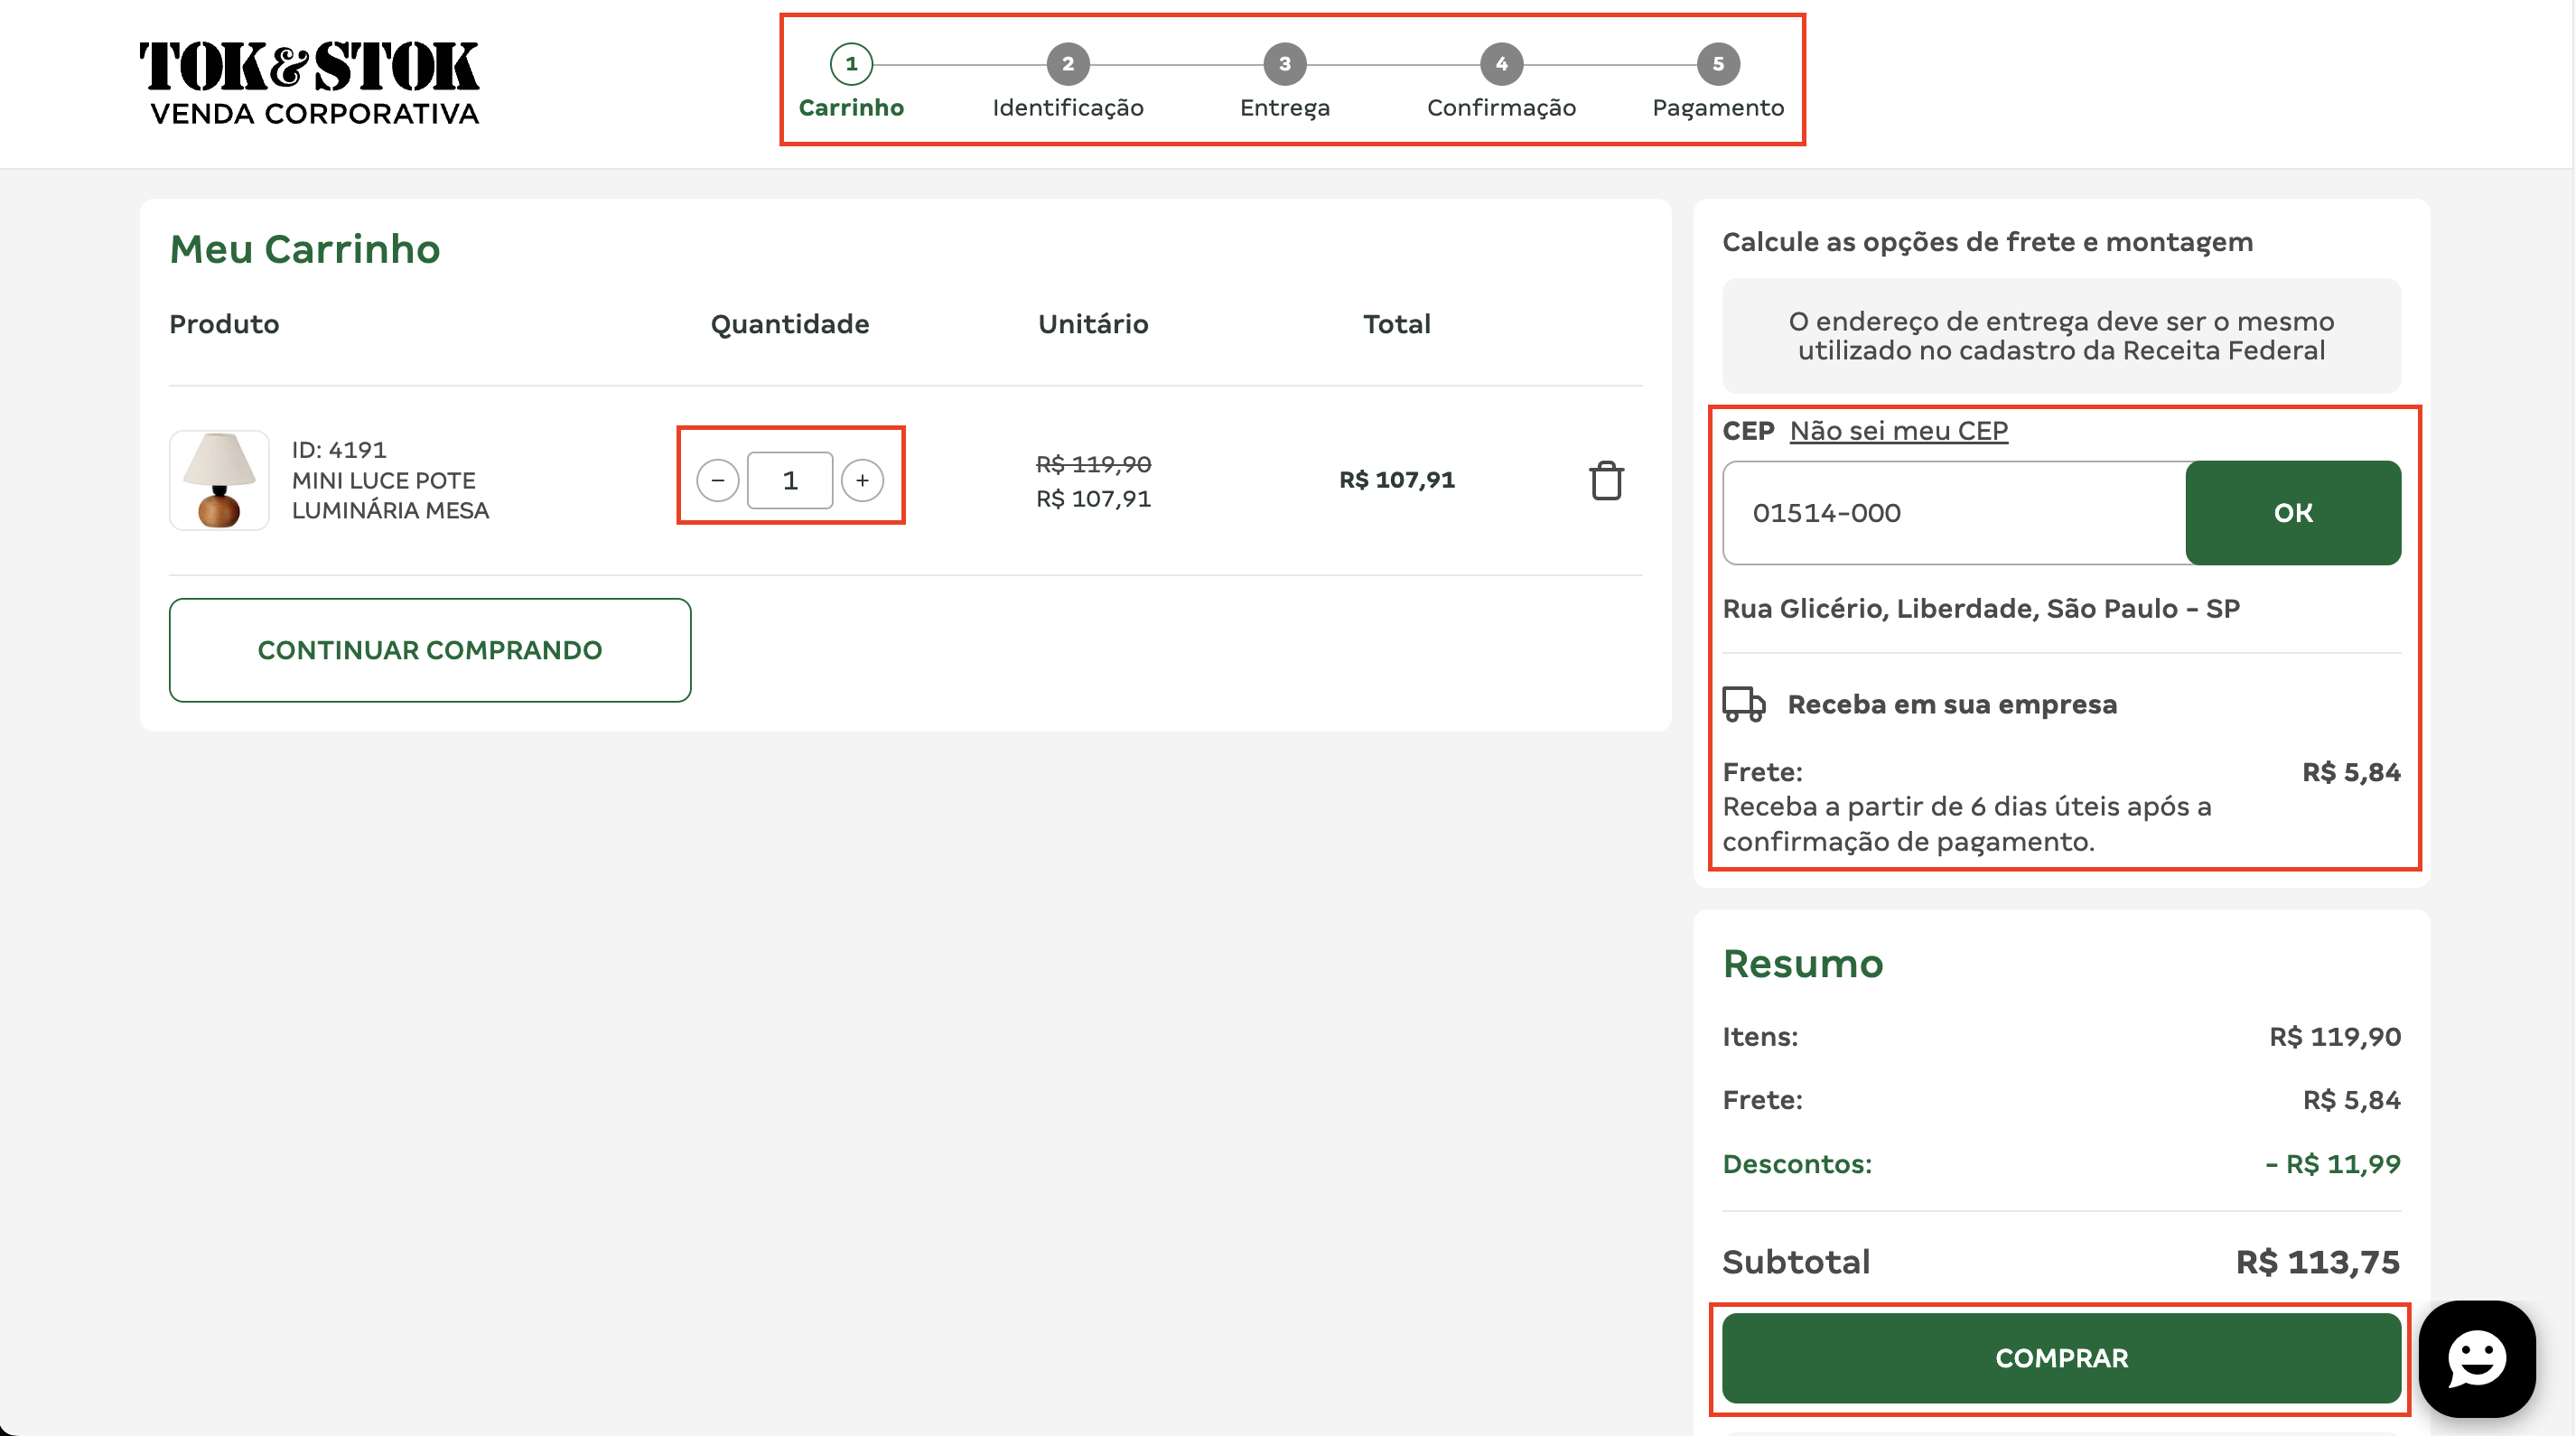 TOK&STOK
VENDA CORPORATIVA
1
2
3
4
5
Carrinho
Identificação
Entrega
Confirmação
Pagamento
Meu Carrinho
Produto
Quantidade
Unitário
Total
ID: 4191
MINI LUCE POTE
LUMINÁRIA MESA
−
1
+
R$ 119,90
R$ 107,91
R$ 107,91
CONTINUAR COMPRANDO
Calcule as opções de frete e montagem
O endereço de entrega deve ser o mesmo
utilizado no cadastro da Receita Federal
CEP Não sei meu CEP
01514-000
OK
Rua Glicério, Liberdade, São Paulo - SP
Receba em sua empresa
Frete: R$ 5,84
Receba a partir de 6 dias úteis após a
confirmação de pagamento.
Resumo
Itens: R$ 119,90
Frete: R$ 5,84
Descontos: - R$ 11,99
Subtotal R$ 113,75
COMPRAR